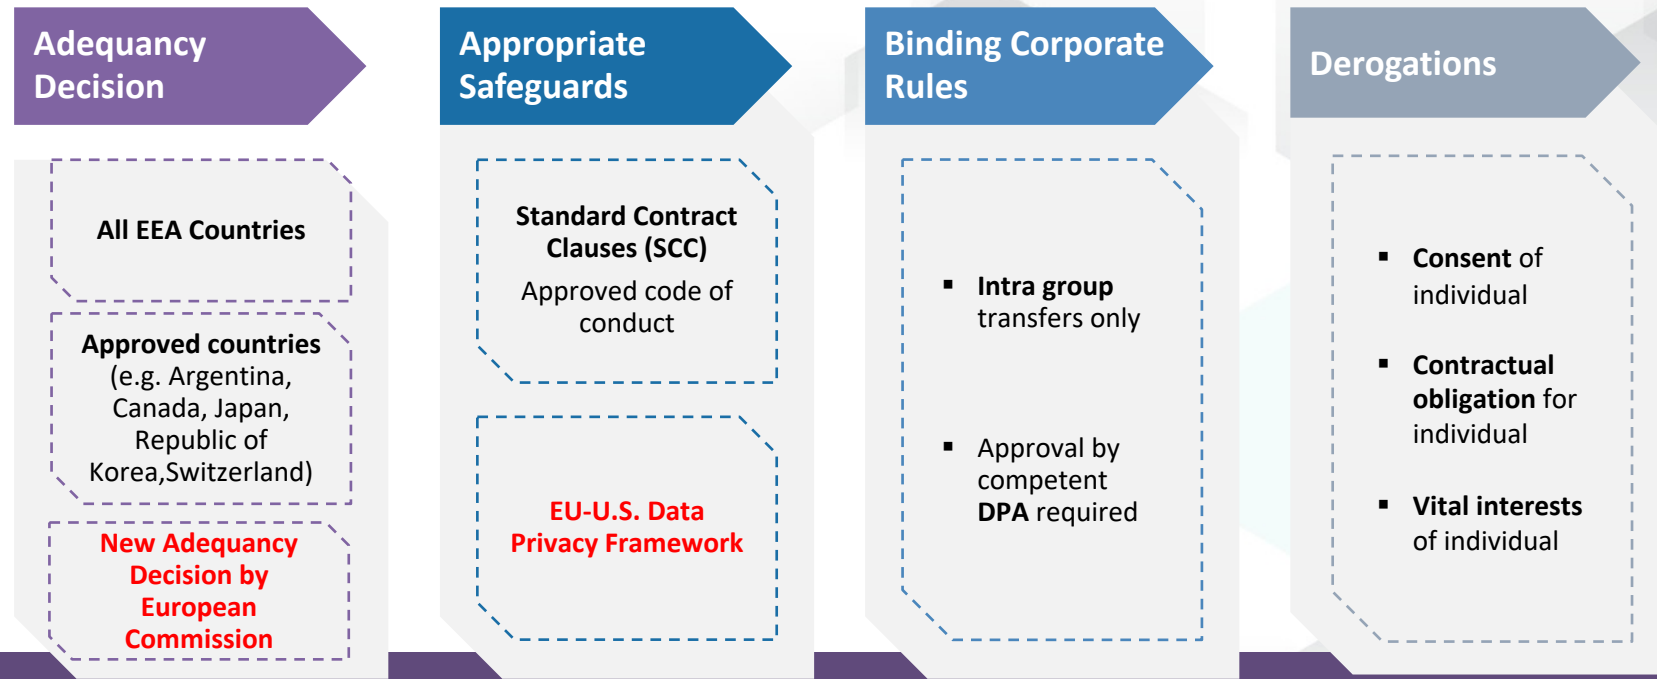 Adequancy
Decision
All EEA Countries
Approved countries
(e.g. Argentina,
Canada, Japan,
Republic of
Korea,Switzerland)
New Adequancy
Decision by
European
Commission
Appropriate
Safeguards
Standard Contract
Clauses (SCC)
Approved code of
conduct
EU-U.S. Data
Privacy Framework
Binding Corporate
Rules
▪ Intra group
transfers only
▪ Approval by
competent
DPA required
Derogations
▪ Consent of
individual
▪ Contractual
obligation for
individual
▪ Vital interests
of individual